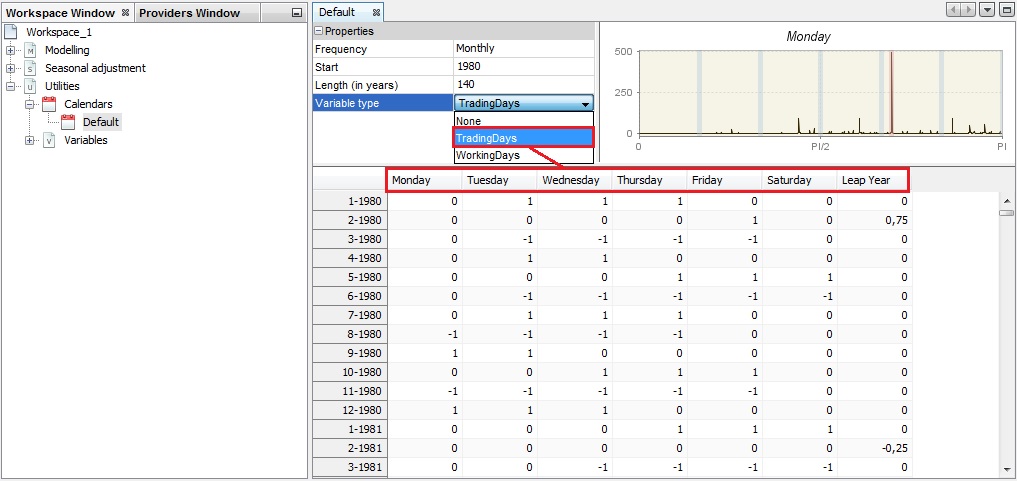 Workspace Window Providers Window
Workspace_1
Modelling
Seasonal adjustment
Utilities
Calendars
Default
Variables
Default
Properties
Frequency Monthly
Start 1980
Length (in years) 140
Variable type TradingDays
None
TradingDays
WorkingDays
Monday
500
250
0
0 PI/2 PI
Monday Tuesday Wednesday Thursday Friday Saturday Leap Year
1-1980 0 1 1 1 0 0 0
2-1980 0 0 0 0 1 0 0,75
3-1980 0 -1 -1 -1 -1 0 0
4-1980 0 1 1 0 0 0 0
5-1980 0 0 0 1 1 1 0
6-1980 0 -1 -1 -1 -1 -1 0
7-1980 0 1 1 1 0 0 0
8-1980 -1 -1 -1 -1 0 0 0
9-1980 1 1 0 0 0 0 0
10-1980 0 0 1 1 1 0 0
11-1980 -1 -1 -1 -1 -1 0 0
12-1980 1 1 1 0 0 0 0
1-1981 0 0 0 1 1 1 0
2-1981 0 0 0 0 0 0 -0,25
3-1981 0 0 -1 -1 -1 -1 0